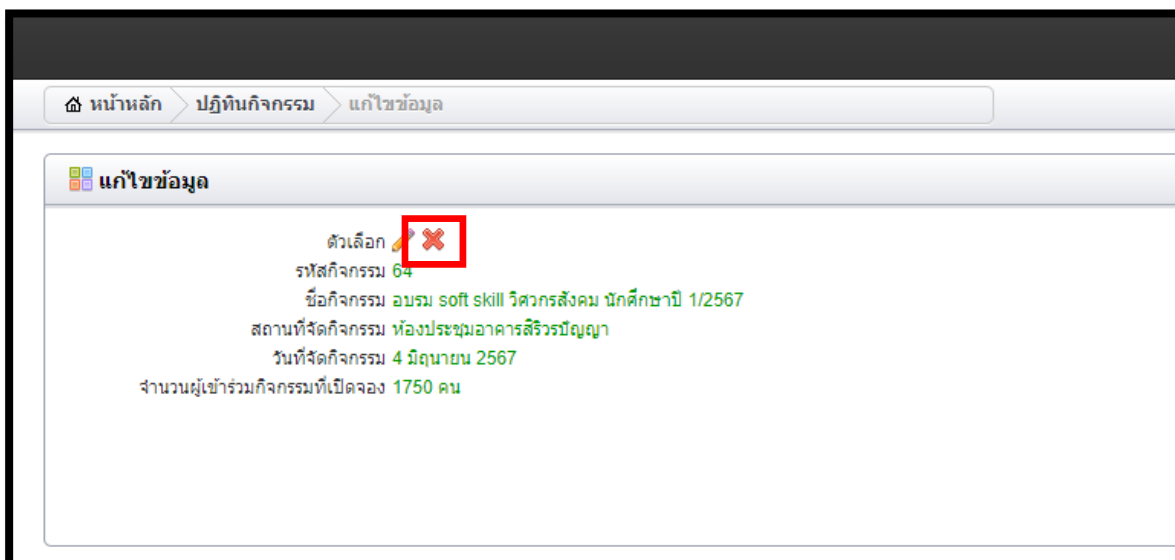 หน้าหลัก ปฏิทินกิจกรรม แก้ไขข้อมูล
แก้ไขข้อมูล
ตัวเลือก
รหัสกิจกรรม 64
ชื่อกิจกรรม อบรม soft skill วิศวกรสังคม นักศึกษาปี 1/2567
สถานที่จัดกิจกรรม ห้องประชุมอาคารสิริวรปัญญา
วันที่จัดกิจกรรม 4 มิถุนายน 2567
จำนวนผู้เข้าร่วมกิจกรรมที่เปิดจอง 1750 คน